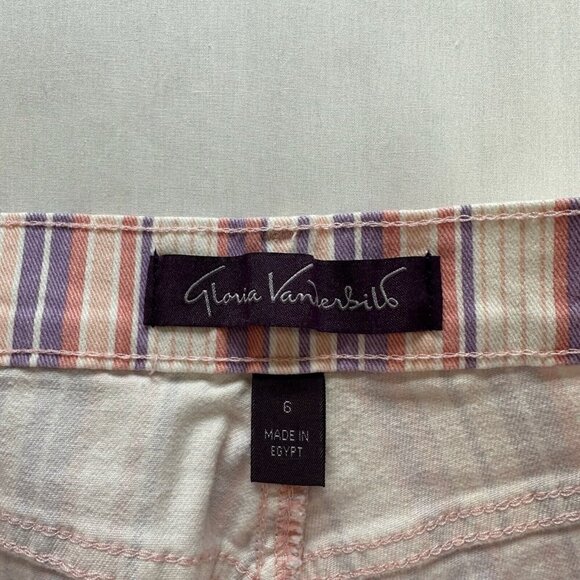 Gloria Vanderbilt
6
MADE IN
EGYPT